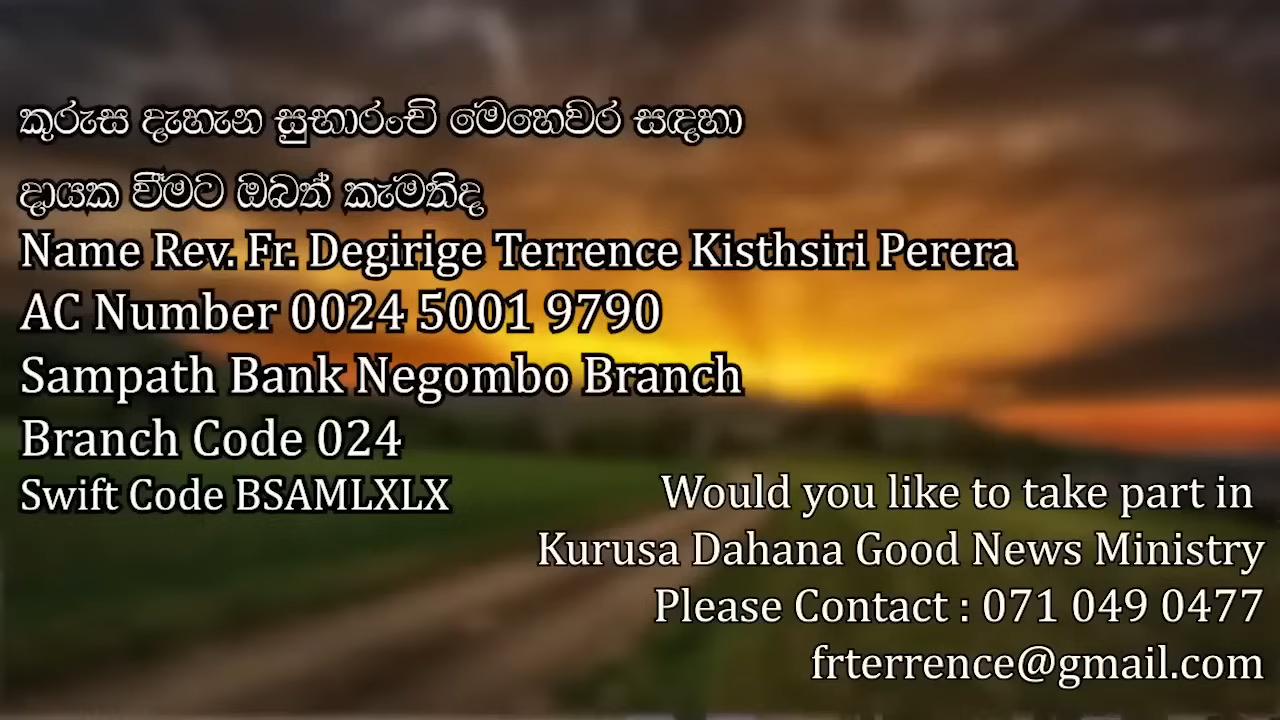 කුරුස දැහැන සුභාරංචි මෙහෙවර සඳහා
දායක වීමට ඔබත් කැමතිද
Name Rev. Fr. Degirige Terrence Kisthsiri Perera
AC Number 0024 5001 9790
Sampath Bank Negombo Branch
Branch Code 024
Swift Code BSAMLXLX
Would you like to take part in
Kurusa Dahana Good News Ministry
Please Contact : 071 049 0477
frterrence@gmail.com